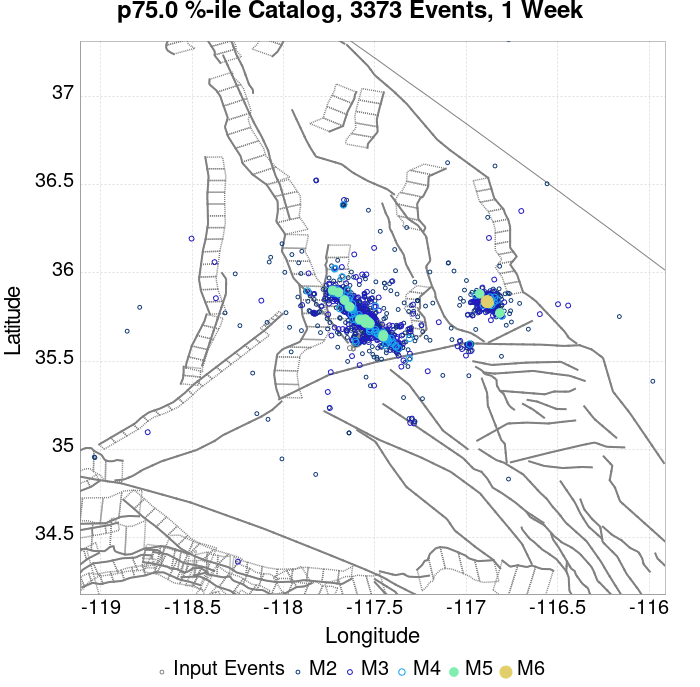 p75.0 %-ile Catalog, 3373 Events, 1 Week
37
36.5
36
35.5
35
34.5
Latitude
-119 -118.5 -118 -117.5 -117 -116.5 -116
Longitude
Input Events M2 M3 M4 M5 M6